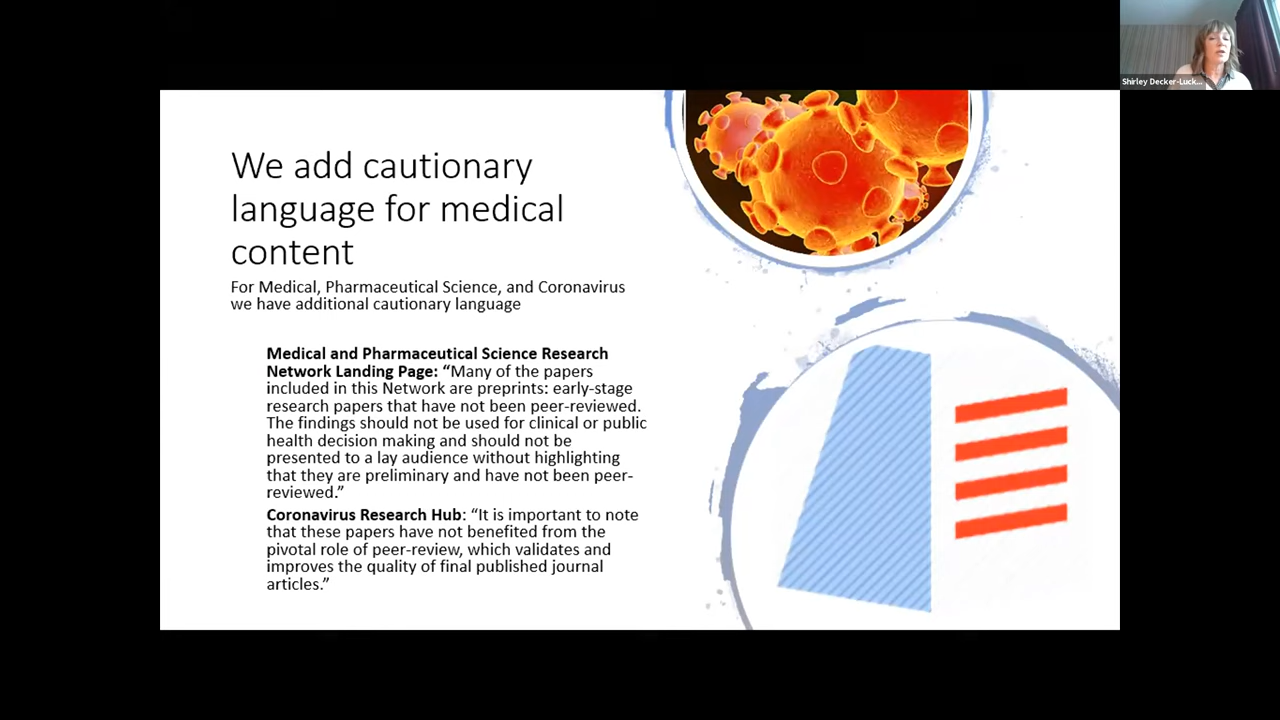 Shirley Decker-Luck...
We add cautionary
language for medical
content
For Medical, Pharmaceutical Science, and Coronavirus
we have additional cautionary language
Medical and Pharmaceutical Science Research
Network Landing Page: “Many of the papers
included in this Network are preprints: early-stage
research papers that have not been peer-reviewed.
The findings should not be used for clinical or public
health decision making and should not be
presented to a lay audience without highlighting
that they are preliminary and have not been peer-
reviewed.”
Coronavirus Research Hub: “It is important to note
that these papers have not benefited from the
pivotal role of peer-review, which validates and
improves the quality of final published journal
articles.”